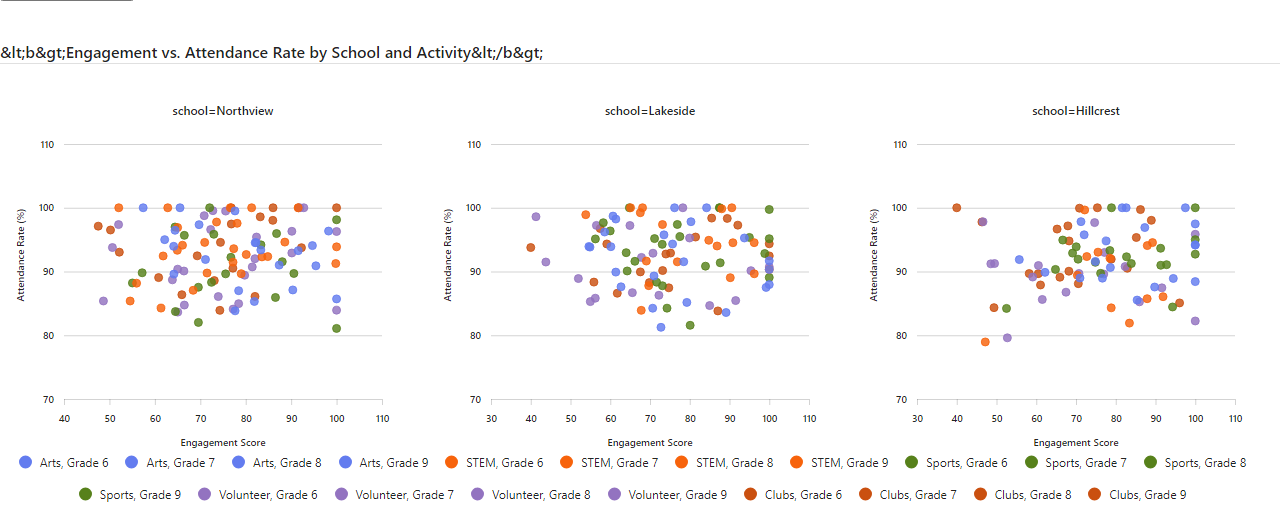 &lt;b&gt;Engagement vs. Attendance Rate by School and Activity&lt;/b&gt;
school=Northview
school=Lakeside
school=Hillcrest
110
100
90
80
70
Attendance Rate (%)
40 50 60 70 80 90 100 110
Engagement Score
110
100
90
80
70
Attendance Rate (%)
30 40 50 60 70 80 90 100 110
Engagement Score
110
100
90
80
70
Attendance Rate (%)
30 40 50 60 70 80 90 100 110
Engagement Score
Arts, Grade 6 Arts, Grade 7 Arts, Grade 8 Arts, Grade 9 STEM, Grade 6 STEM, Grade 7 STEM, Grade 8 STEM, Grade 9 Sports, Grade 6 Sports, Grade 7 Sports, Grade 8
Sports, Grade 9 Volunteer, Grade 6 Volunteer, Grade 7 Volunteer, Grade 8 Volunteer, Grade 9 Clubs, Grade 6 Clubs, Grade 7 Clubs, Grade 8 Clubs, Grade 9